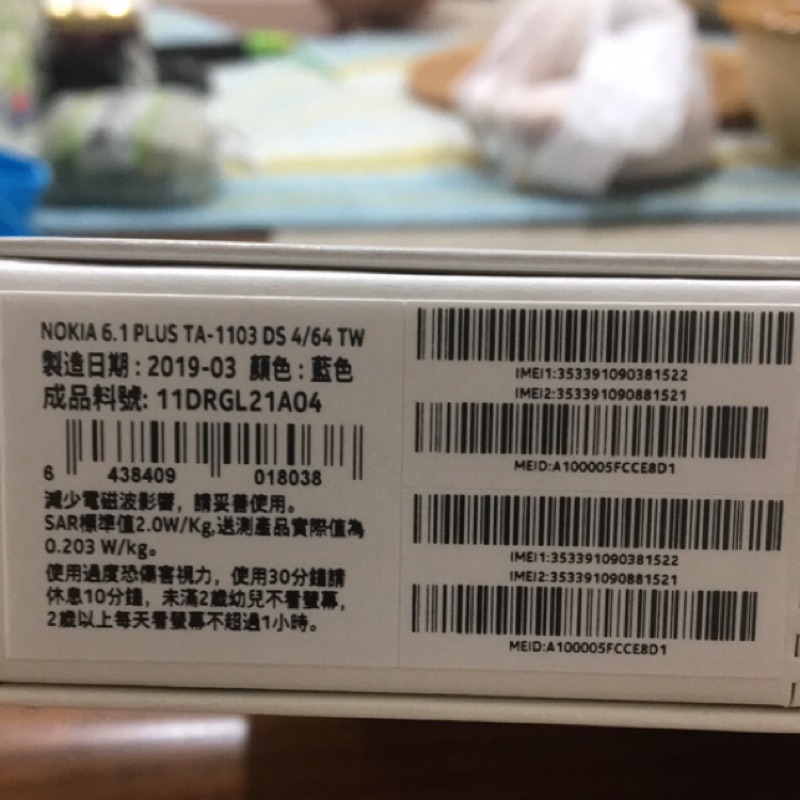 NOKIA 6.1 PLUS TA-1103 DS 4/64 TW
製造日期 : 2019-03 顏色 : 藍色
成品料號: 11DRGL21A04
6 438409 018038
減少電磁波影響，請妥善使用。
SAR標準值2.0W/Kg,送測產品實際值為
0.203 W/kg。
使用過度恐傷害視力，使用30分鐘請
休息10分鐘，未滿2歲幼兒不看螢幕，
2歲以上每天看螢幕不超過1小時。
IMEI1:353391090381522
IMEI2:353391090881521
MEID:A100005FCCE8D1
IMEI1:353391090381522
IMEI2:353391090881521
MEID:A100005FCCE8D1